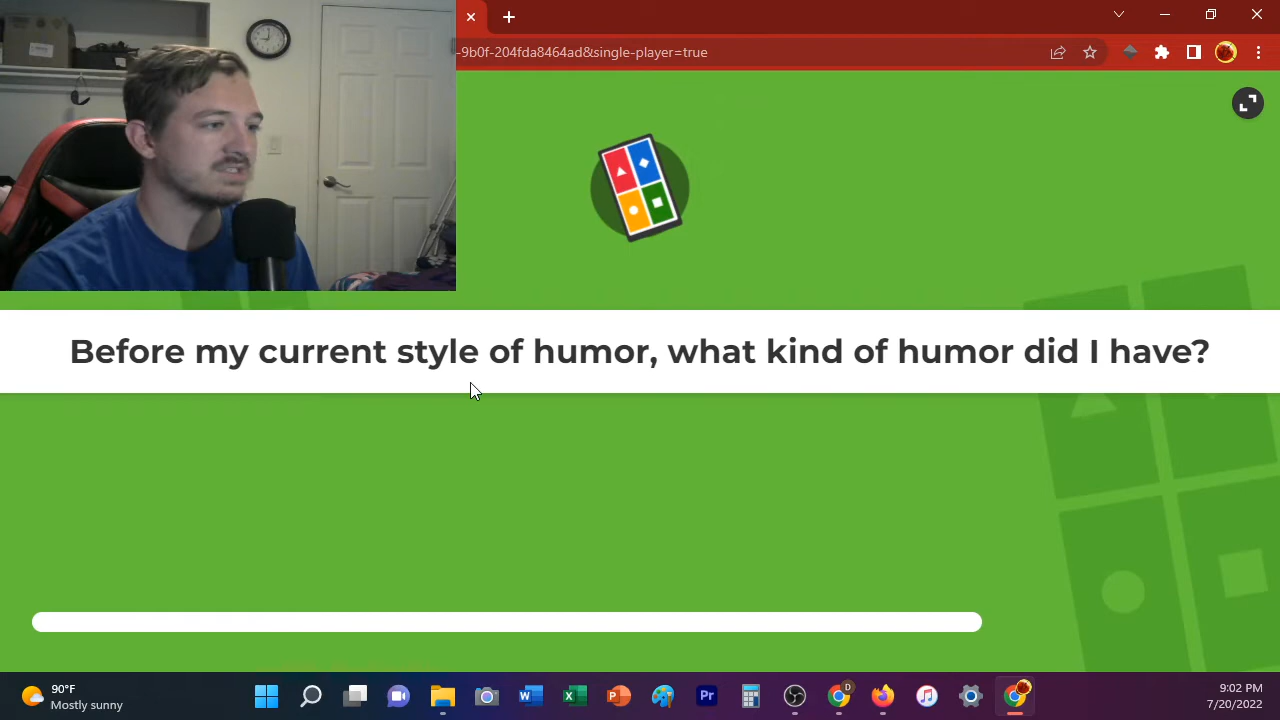 -9b0f-204fda8464ad&single-player=true
Before my current style of humor, what kind of humor did I have?
90°F
Mostly sunny
W
X
P
Pr
D
9:02 PM
7/20/2022